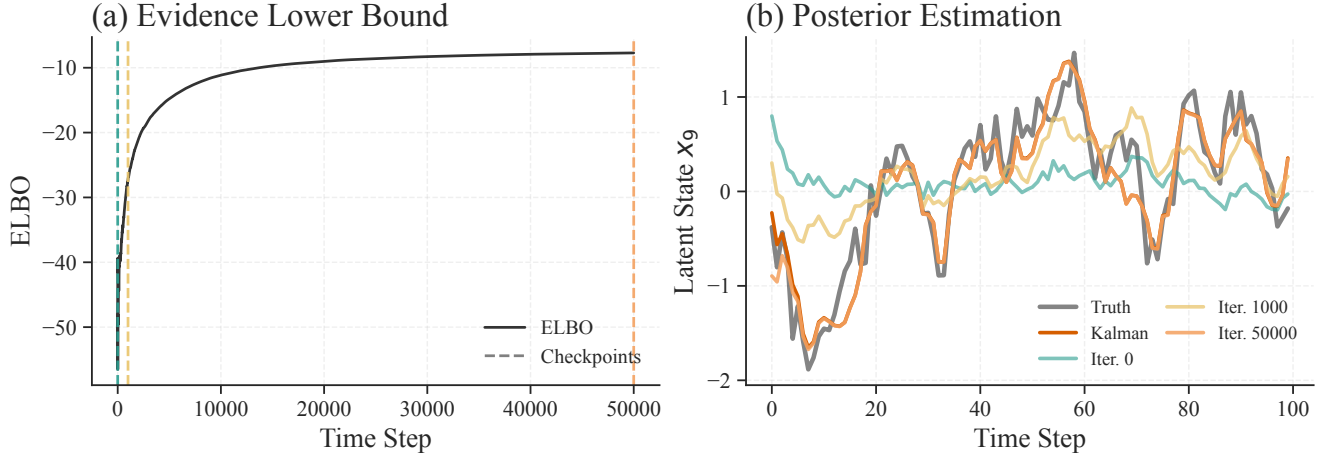 (a) Evidence Lower Bound
ELBO
−10
−20
−30
−40
−50
0
10000
20000
30000
40000
50000
Time Step
ELBO
Checkpoints
(b) Posterior Estimation
Latent State x₉
1
0
−1
−2
0
20
40
60
80
100
Time Step
Truth
Kalman
Iter. 0
Iter. 1000
Iter. 50000